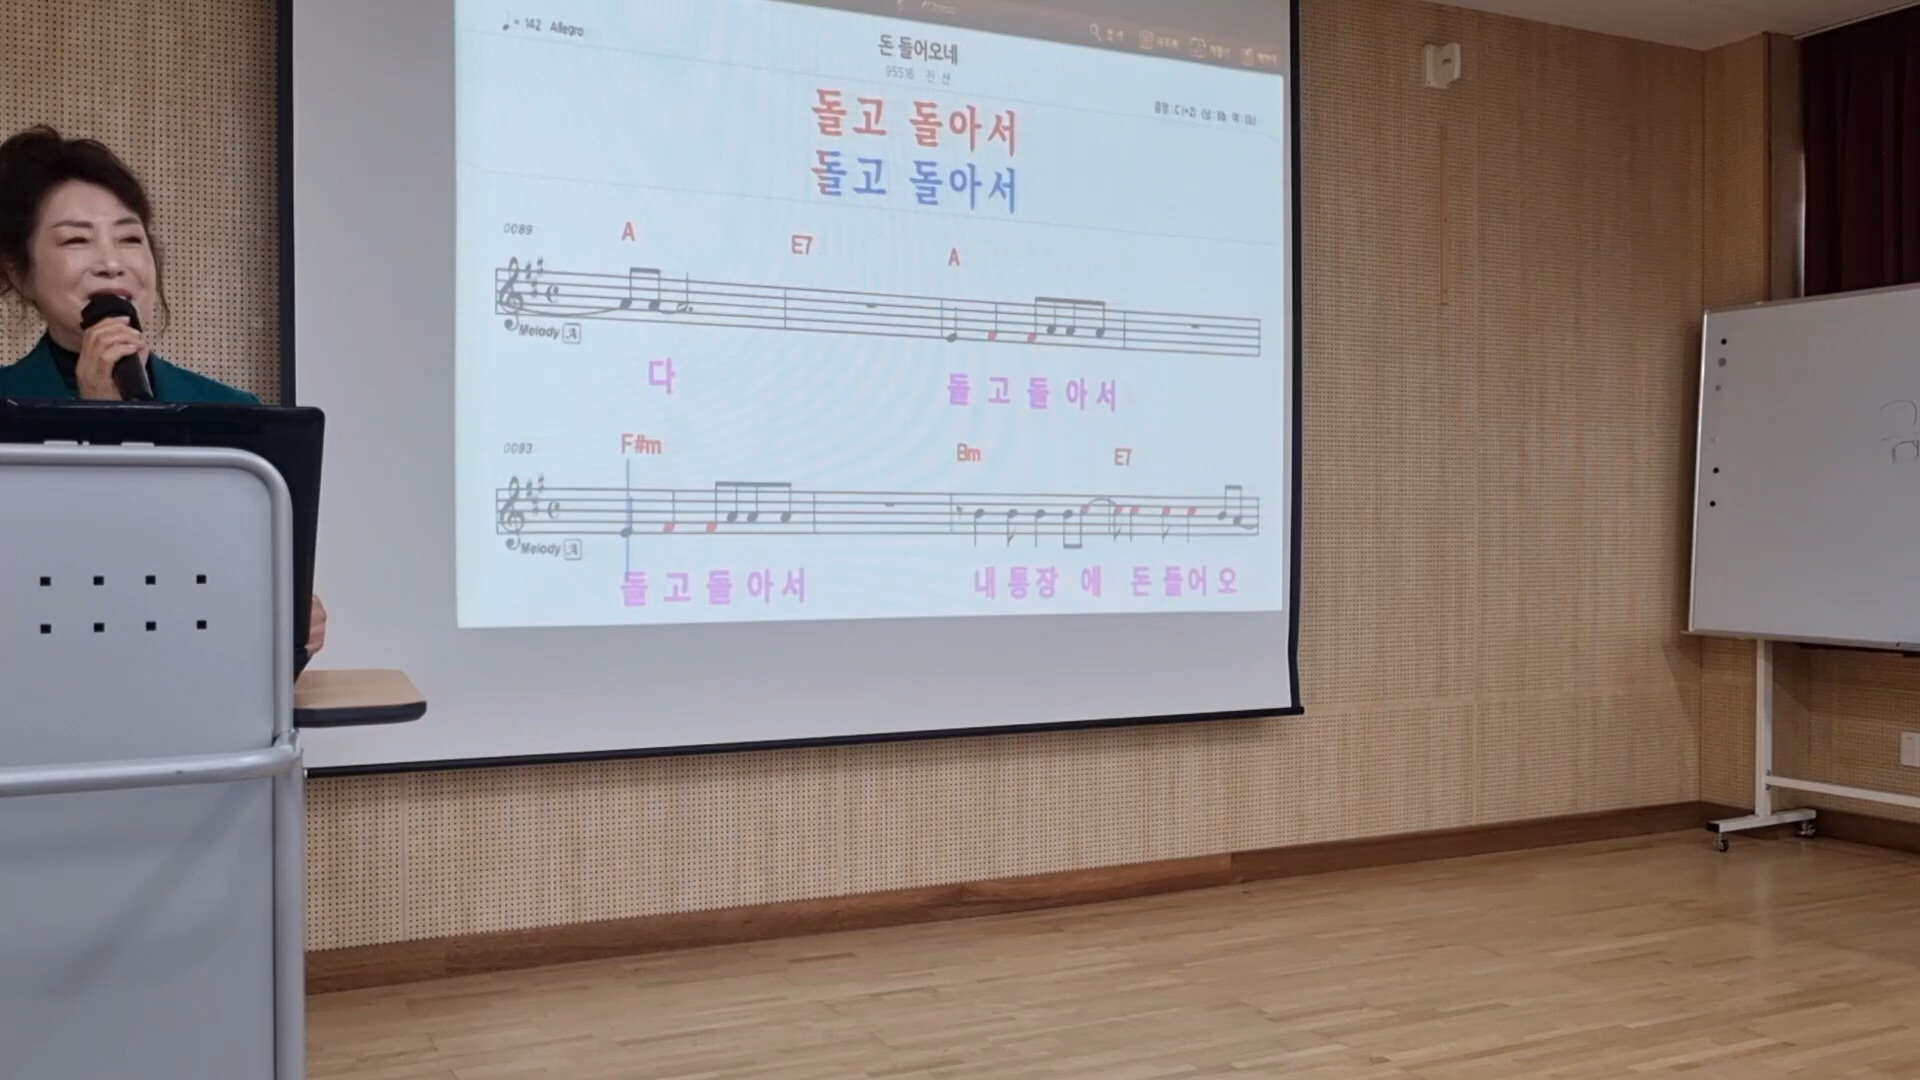 ♩= 142 Allegro
돈 들어오네
95516 진 산
돌고 돌아서
돌고 돌아서
0089
A E7 A
Melody A
다 돌 고 돌 아 서
0093
F#m Bm E7
Melody A
돌 고 돌 아 서 내 통장 에 돈 들어 오